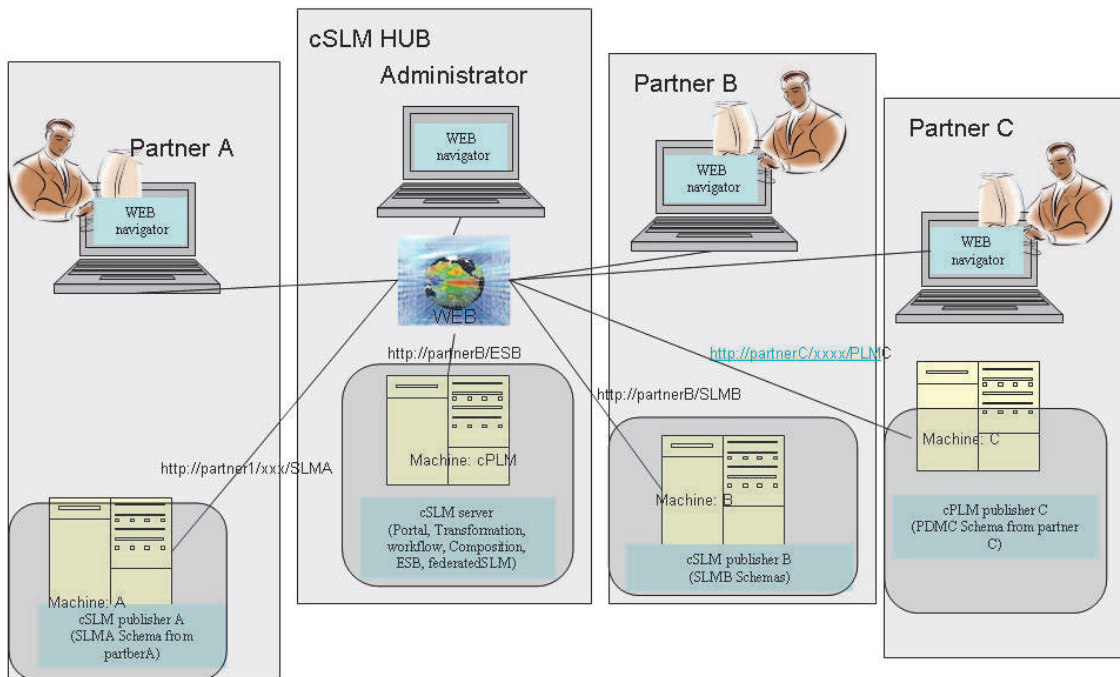 cSLM HUB
Administrator
WEB
navigator
Partner A
WEB
navigator
Partner B
WEB
navigator
Partner C
WEB
navigator
WEB
http://partnerB/ESB
http://partnerC/xxxx/PLMC
http://partnerB/SLMB
http://partner1/xxx/SLMA
Machine: cPLM
cSLM server
(Portal, Transformation,
workflow, Composition,
ESB, federatedSLM)
Machine: A
cSLM publisher A
(SLMA Schema from
partberA)
Machine: B
cSLM publisher B
(SLMB Schemas)
Machine: C
cPLM publisher C
(PDMC Schema from partner
C)